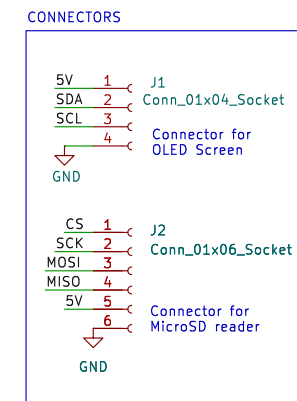 CONNECTORS
5V 1 J1
SDA 2 Conn_01x04_Socket
SCL 3
4 Connector for
OLED Screen
GND
CS 1 J2
SCK 2 Conn_01x06_Socket
MOSI 3
MISO 4
5V 5 Connector for
6 MicroSD reader
GND